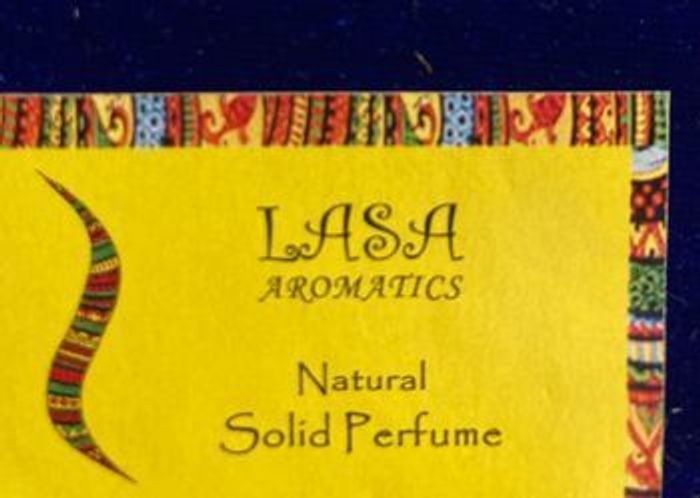 LASA
AROMATICS
Natural
Solid Perfume